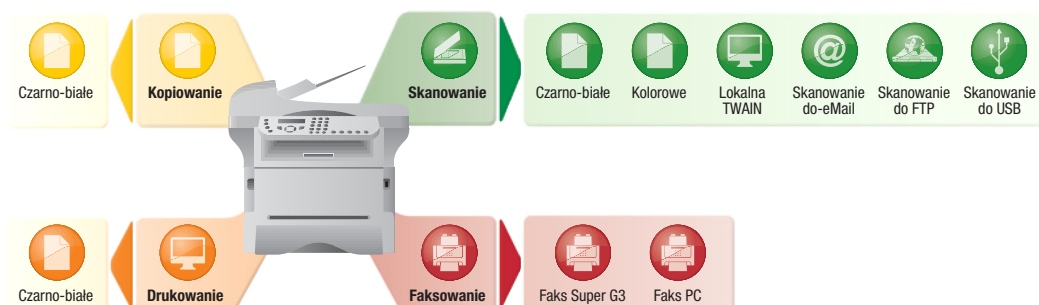 Czarno-białe
Kopiowanie
Skanowanie
Czarno-białe
Kolorowe
Lokalna
TWAIN
Skanowanie
do-eMail
Skanowanie
do FTP
Skanowanie
do USB
Czarno-białe
Drukowanie
Faksowanie
Faks Super G3
Faks PC